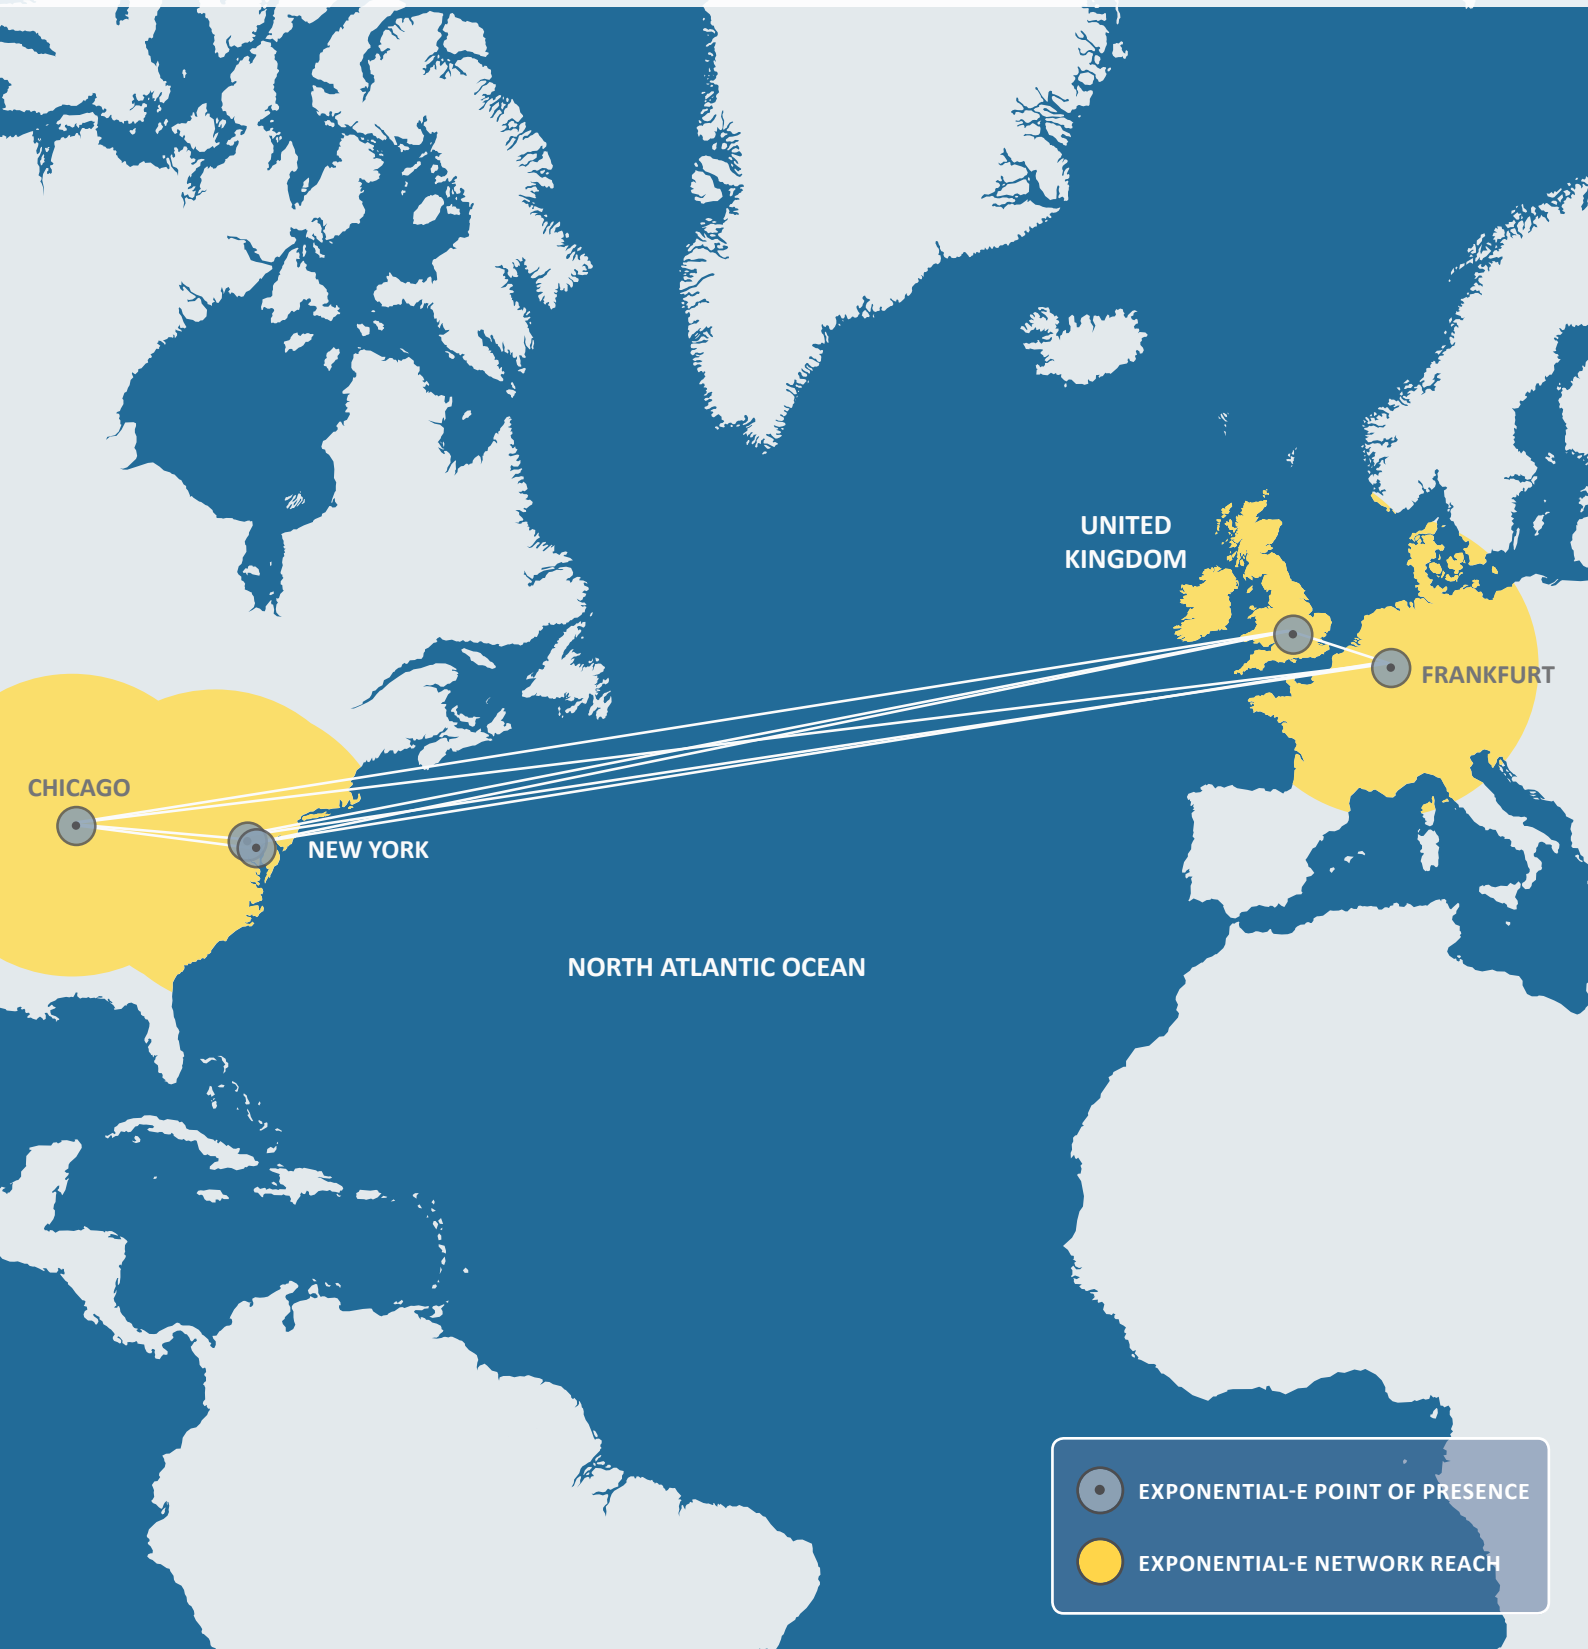 UNITED
KINGDOM
FRANKFURT
CHICAGO
NEW YORK
NORTH ATLANTIC OCEAN
EXPONENTIAL-E POINT OF PRESENCE
EXPONENTIAL-E NETWORK REACH